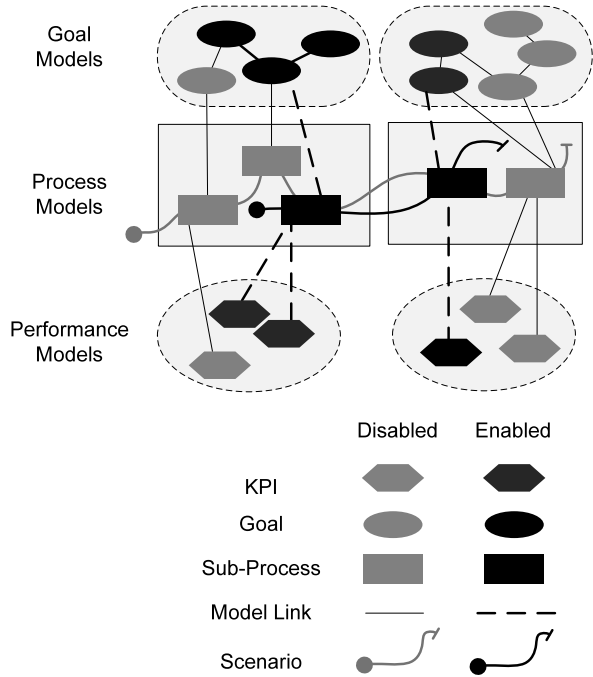 Goal
Models
Process
Models
Performance
Models
Disabled Enabled
KPI
Goal
Sub-Process
Model Link
Scenario